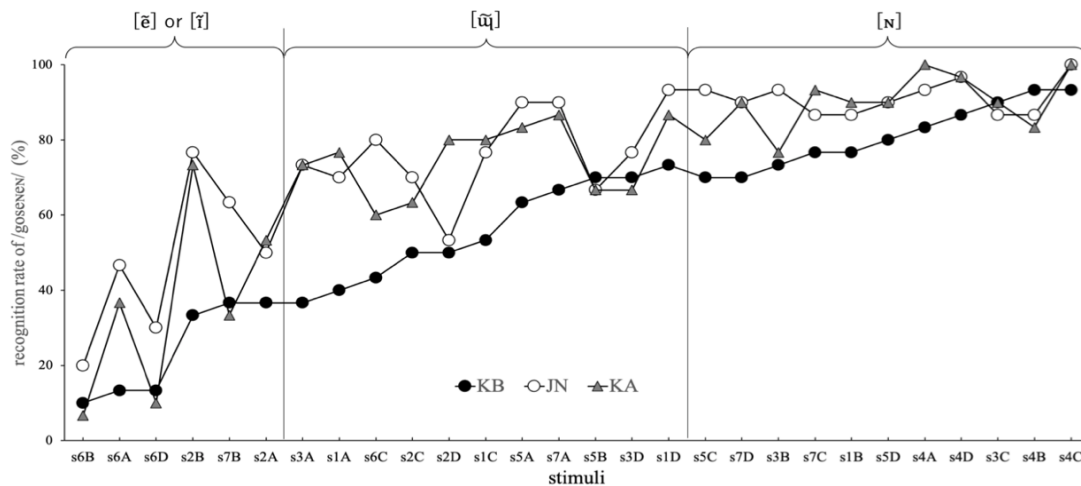 [ẽ] or [ĩ] [ɰ̃] [ɴ]
recognition rate of /goseɴeɴ/ (%)
100
80
60
40
20
0
KB JN KA
s6B s6A s6D s2B s7B s2A s3A s1A s6C s2C s2D s1C s5A s7A s5B s3D s1D s5C s7D s3B s7C s1B s5D s4A s4D s3C s4B s4C
stimuli